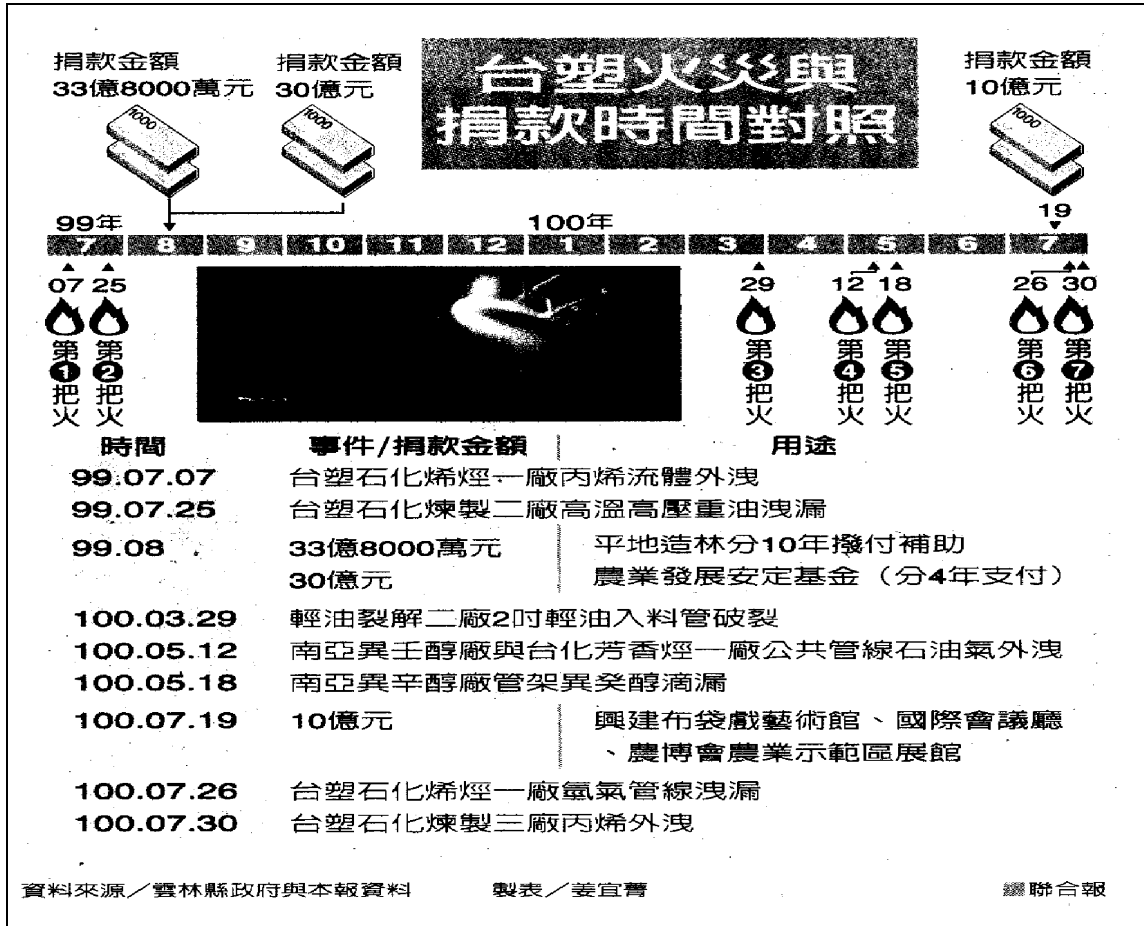 捐款金額
33億8000萬元
捐款金額
30億元
台塑火災與
捐款時間對照
捐款金額
10億元
1000
1000
1000
19
99年
100年
7 8 9 10 11 12 1 2 3 4 5 6 7
07 25 29 12 18 26 30
第1把火
第2把火
第3把火
第4把火
第5把火
第6把火
第7把火
時間 事件/捐款金額 用途
99.07.07 台塑石化烯烴一廠丙烯流體外洩
99.07.25 台塑石化煉製二廠高溫高壓重油洩漏
99.08 33億8000萬元 平地造林分10年撥付補助
30億元 農業發展安定基金（分4年支付）
100.03.29 輕油裂解二廠2吋輕油入料管破裂
100.05.12 南亞異壬醇廠與台化芳香烴一廠公共管線石油氣外洩
100.05.18 南亞異辛醇廠管架異癸醇滴漏
100.07.19 10億元 興建布袋戲藝術館、國際會議廳
、農博會農業示範區展館
100.07.26 台塑石化烯烴一廠氫氣管線洩漏
100.07.30 台塑石化煉製三廠丙烯外洩
資料來源／雲林縣政府與本報資料 製表／姜宜菁 聯合報